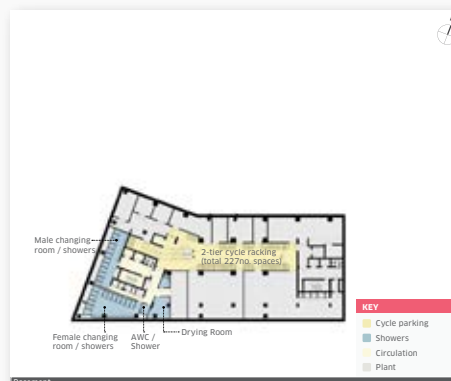 Male changing
room / showers
2-tier cycle racking
(total 227no. spaces)
Female changing
room / showers
AWC /
Shower
Drying Room
KEY
Cycle parking
Showers
Circulation
Plant
Basement